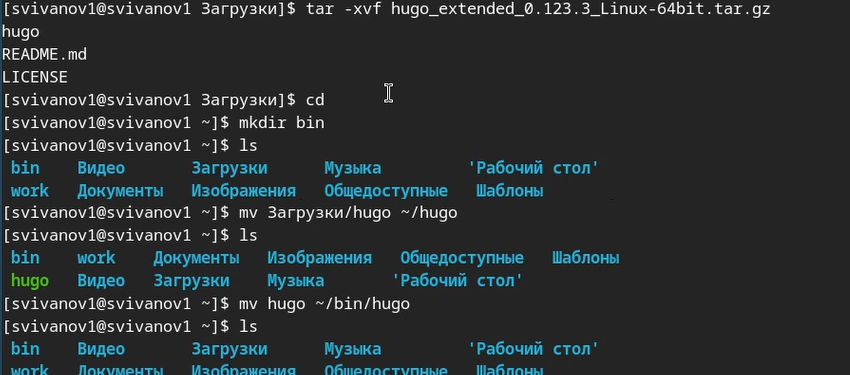 [svivanov1@svivanov1 Загрузки]$ tar -xvf hugo_extended_0.123.3_Linux-64bit.tar.gz
hugo
README.md
LICENSE
[svivanov1@svivanov1 Загрузки]$ cd
[svivanov1@svivanov1 ~]$ mkdir bin
[svivanov1@svivanov1 ~]$ ls
bin Видео Загрузки Музыка 'Рабочий стол'
work Документы Изображения Общедоступные Шаблоны
[svivanov1@svivanov1 ~]$ mv Загрузки/hugo ~/hugo
[svivanov1@svivanov1 ~]$ ls
bin work Документы Изображения Общедоступные Шаблоны
hugo Видео Загрузки Музыка 'Рабочий стол'
[svivanov1@svivanov1 ~]$ mv hugo ~/bin/hugo
[svivanov1@svivanov1 ~]$ ls
bin Видео Загрузки Музыка 'Рабочий стол'
work Документы Изображения Общедоступные Шаблоны